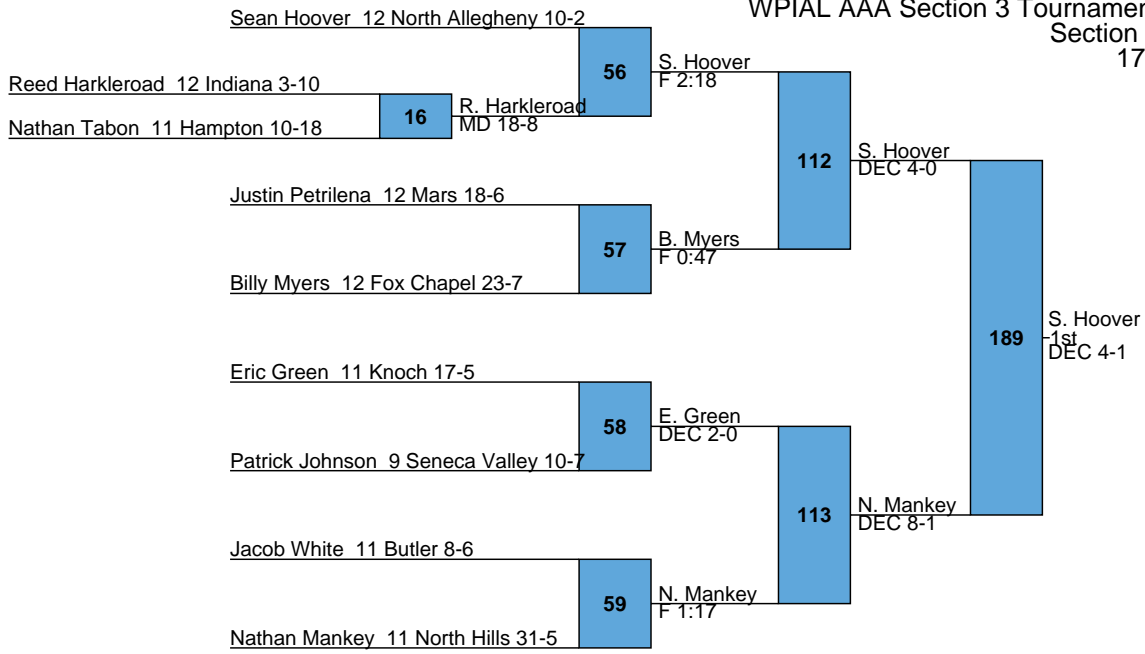 WPIAL AAA Section 3 Tournamen
Section
17
Sean Hoover 12 North Allegheny 10-2
56
S. Hoover
F 2:18
Reed Harkleroad 12 Indiana 3-10
16
R. Harkleroad
MD 18-8
Nathan Tabon 11 Hampton 10-18
112
S. Hoover
DEC 4-0
Justin Petrilena 12 Mars 18-6
57
B. Myers
F 0:47
Billy Myers 12 Fox Chapel 23-7
189
S. Hoover
1st
DEC 4-1
Eric Green 11 Knoch 17-5
58
E. Green
DEC 2-0
Patrick Johnson 9 Seneca Valley 10-7
113
N. Mankey
DEC 8-1
Jacob White 11 Butler 8-6
59
N. Mankey
F 1:17
Nathan Mankey 11 North Hills 31-5